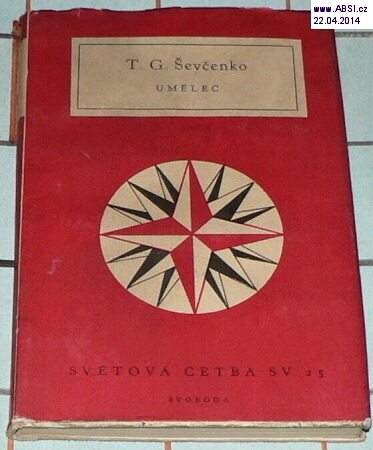 www.ABSI.cz
22.04.2014
T. G. Ševčenko
UMĚLEC
SVĚTOVÁ ČETBA SV. 25
SVOBODA